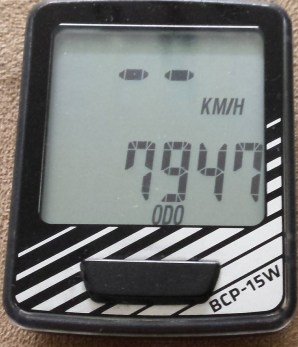 --
KM/H
7947
ODO
BCP-15W